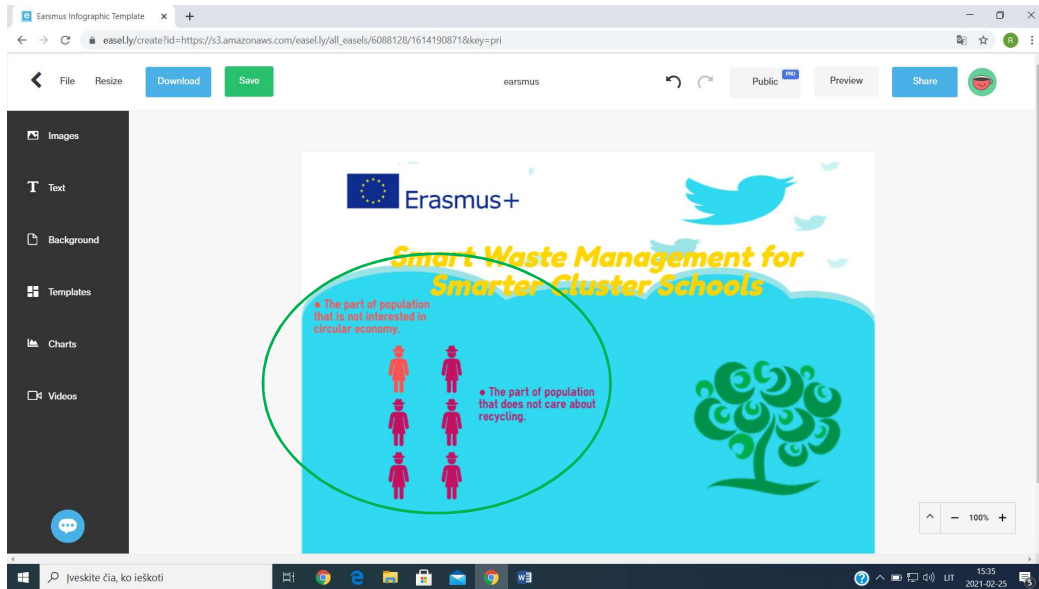 Earsmus Infographic Template
easel.ly/create?id=https://s3.amazonaws.com/easel.ly/all_easels/6088128/1614190871&key=pri
R
File
Resize
Download
Save
earsmus
Public
PRO
Preview
Share
Images
Text
Background
Templates
Charts
Videos
Erasmus+
Smart Waste Management for
Smarter Cluster Schools
• The part of population
that is not interested in
circular economy.
• The part of population
that does not care about
recycling.
100%
Įveskite čia, ko ieškoti
LIT
15:35
2021-02-25
5